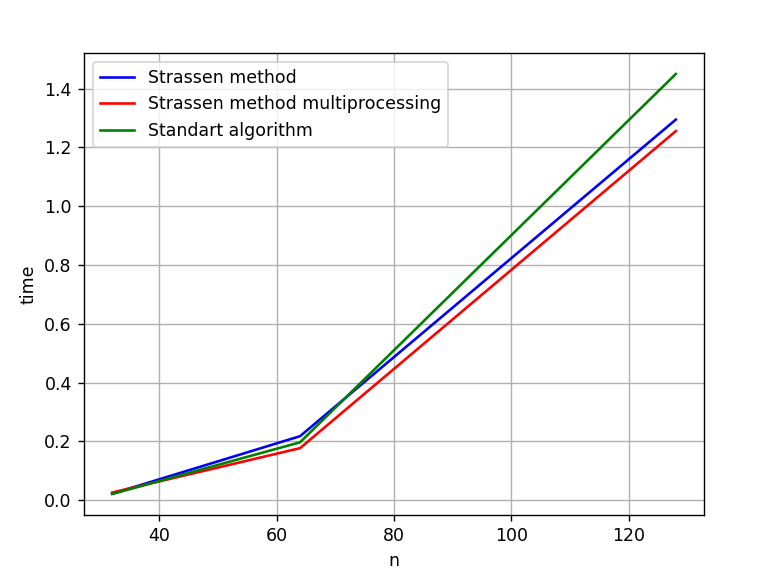 Strassen method
Strassen method multiprocessing
Standart algorithm
1.4
1.2
1.0
0.8
0.6
0.4
0.2
0.0
time
40 60 80 100 120
n